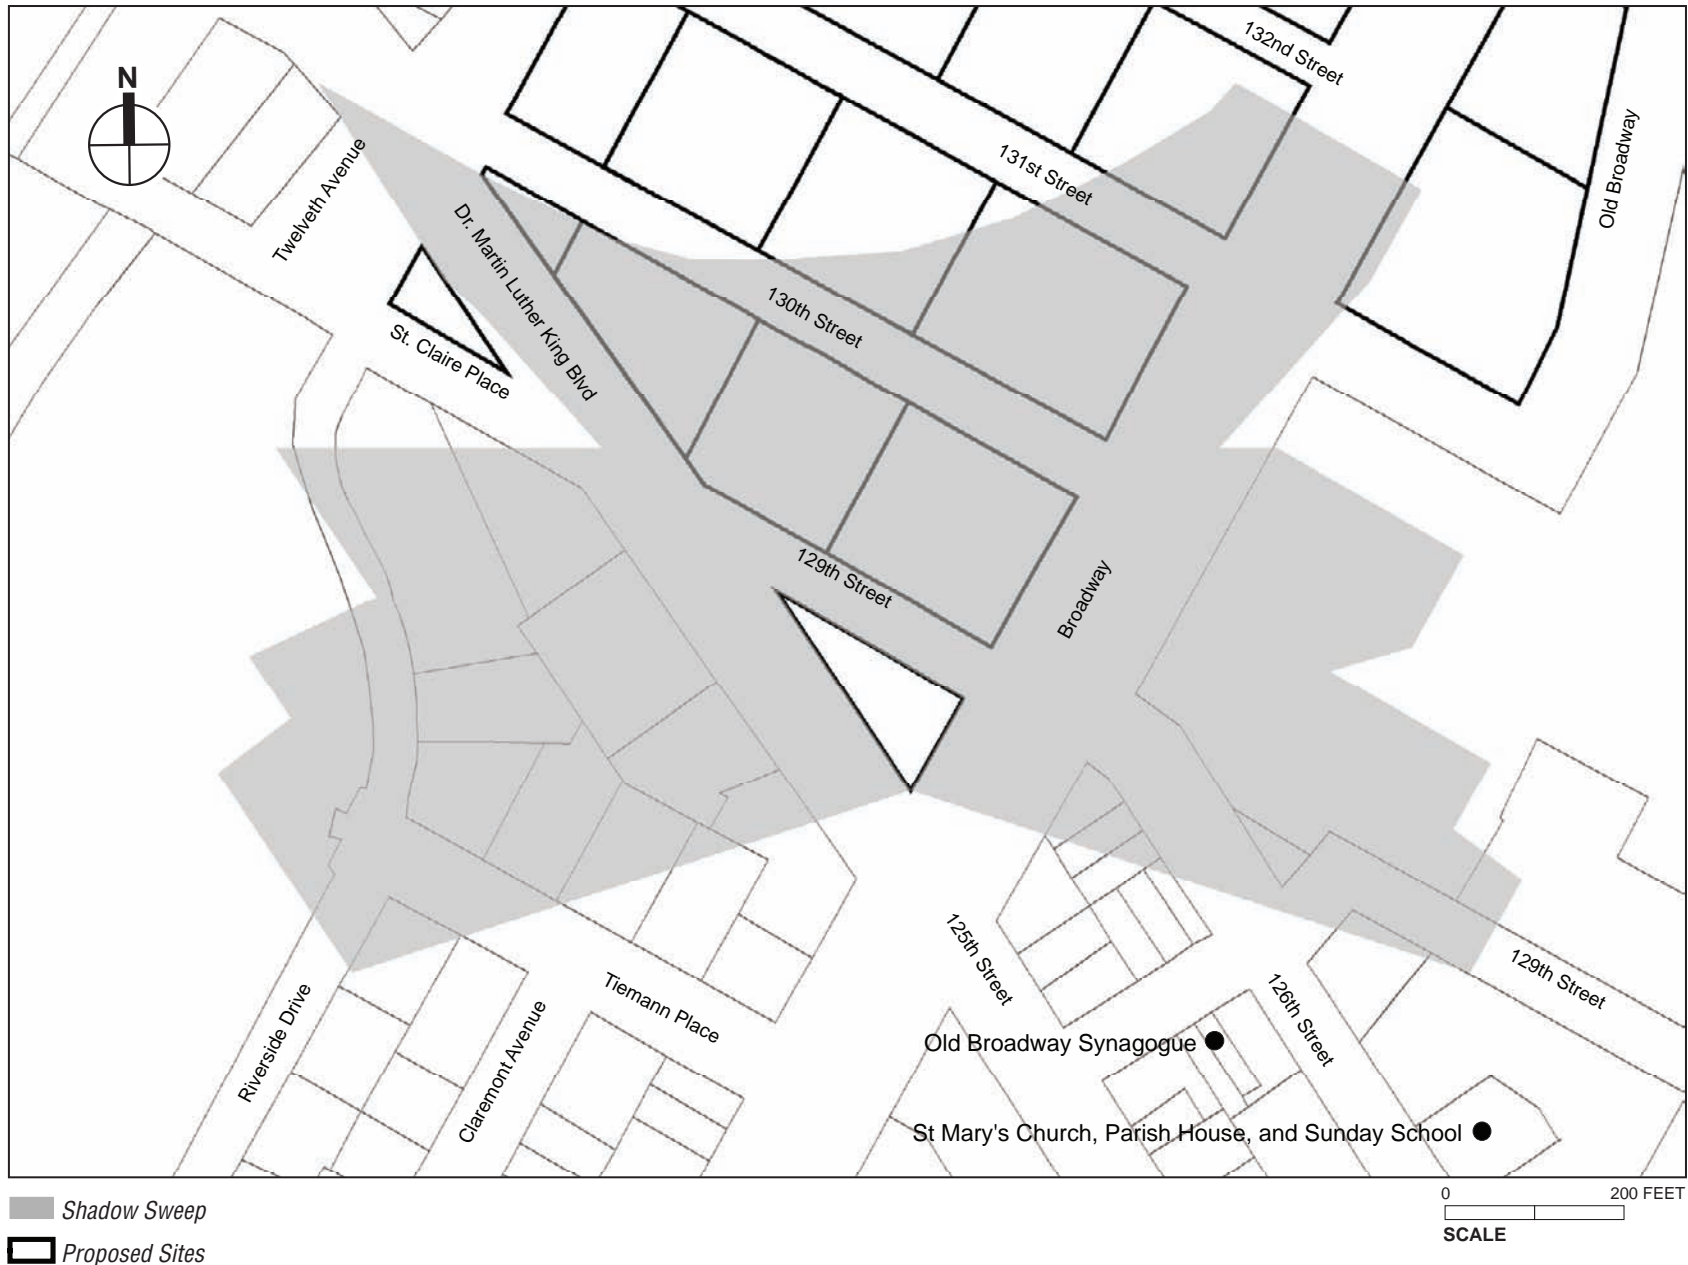 132nd Street
N
Old Broadway
131st Street
Twelveth Avenue
Dr. Martin Luther King Blvd
130th Street
St. Claire Place
129th Street
Broadway
125th Street
129th Street
Tiemann Place
126th Street
Riverside Drive
Claremont Avenue
Old Broadway Synagogue
St Mary's Church, Parish House, and Sunday School
0 200 FEET
SCALE
Shadow Sweep
Proposed Sites